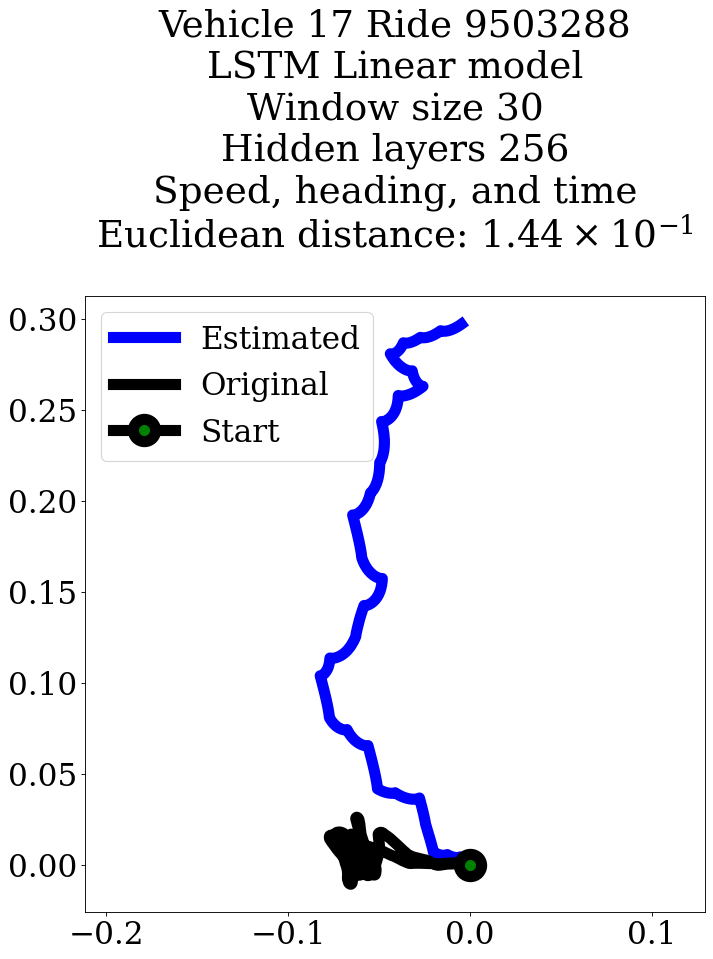 Vehicle 17 Ride 9503288
LSTM Linear model
Window size 30
Hidden layers 256
Speed, heading, and time
Euclidean distance: 1.44 × 10⁻¹
Estimated
Original
Start
0.30
0.25
0.20
0.15
0.10
0.05
0.00
−0.2 −0.1 0.0 0.1